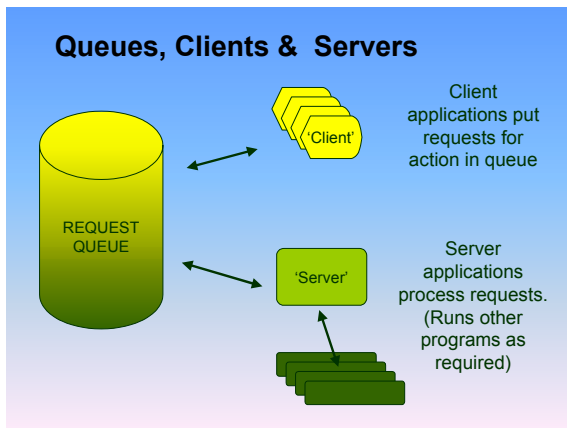 Queues, Clients & Servers
REQUEST
QUEUE
'Client'
Client
applications put
requests for
action in queue
'Server'
Server
applications
process requests.
(Runs other
programs as
required)